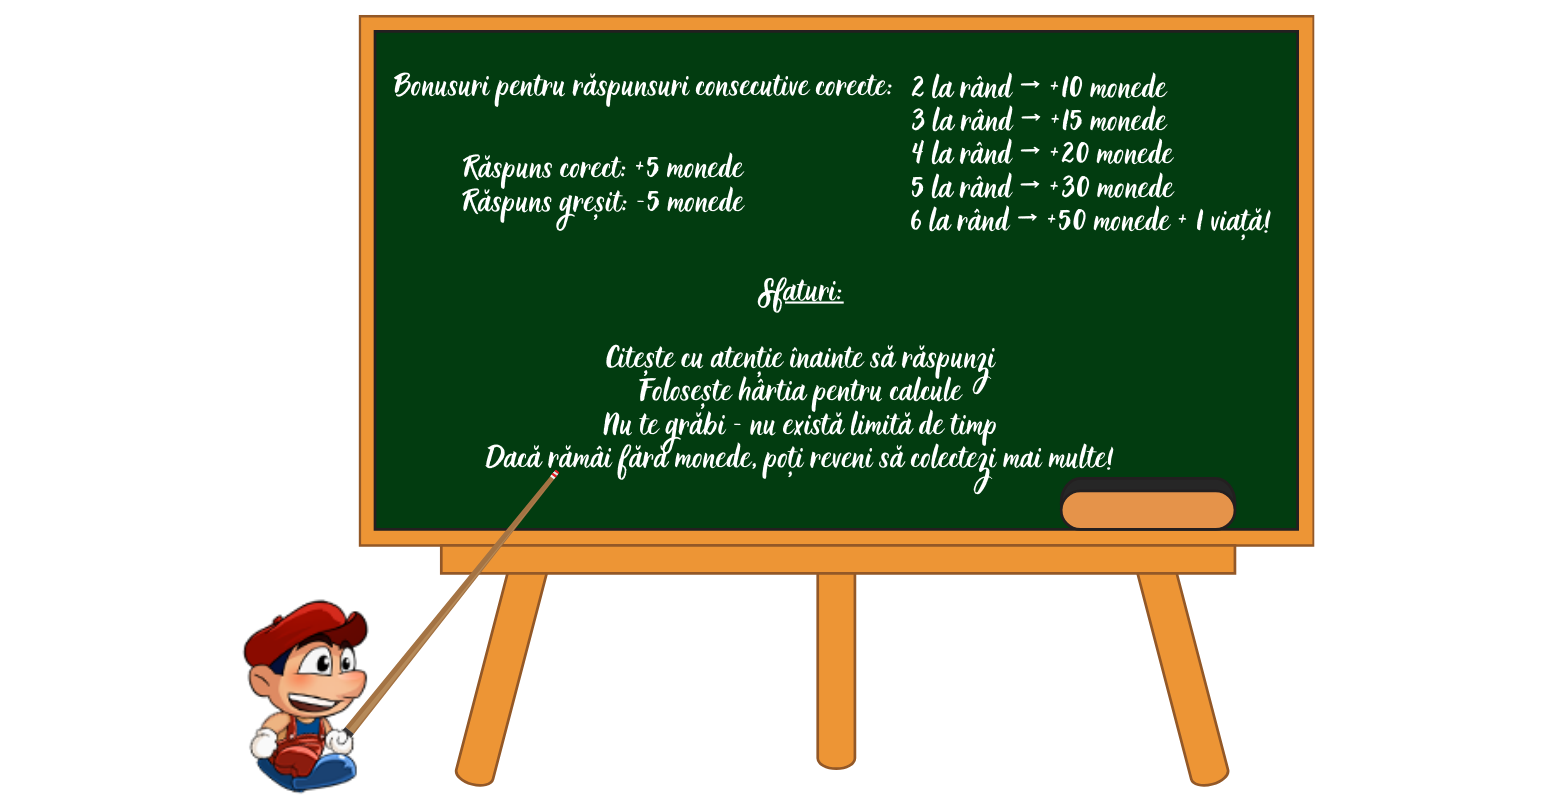 Bonusuri pentru răspunsuri consecutive corecte:
2 la rând → +10 monede
3 la rând → +15 monede
4 la rând → +20 monede
5 la rând → +30 monede
6 la rând → +50 monede + 1 viață!
Răspuns corect: +5 monede
Răspuns greșit: -5 monede
Sfaturi:
Citește cu atenție înainte să răspunzi
Folosește hârtia pentru calcule
Nu te grăbi - nu există limită de timp
Dacă rămâi fără monede, poți reveni să colectezi mai multe!